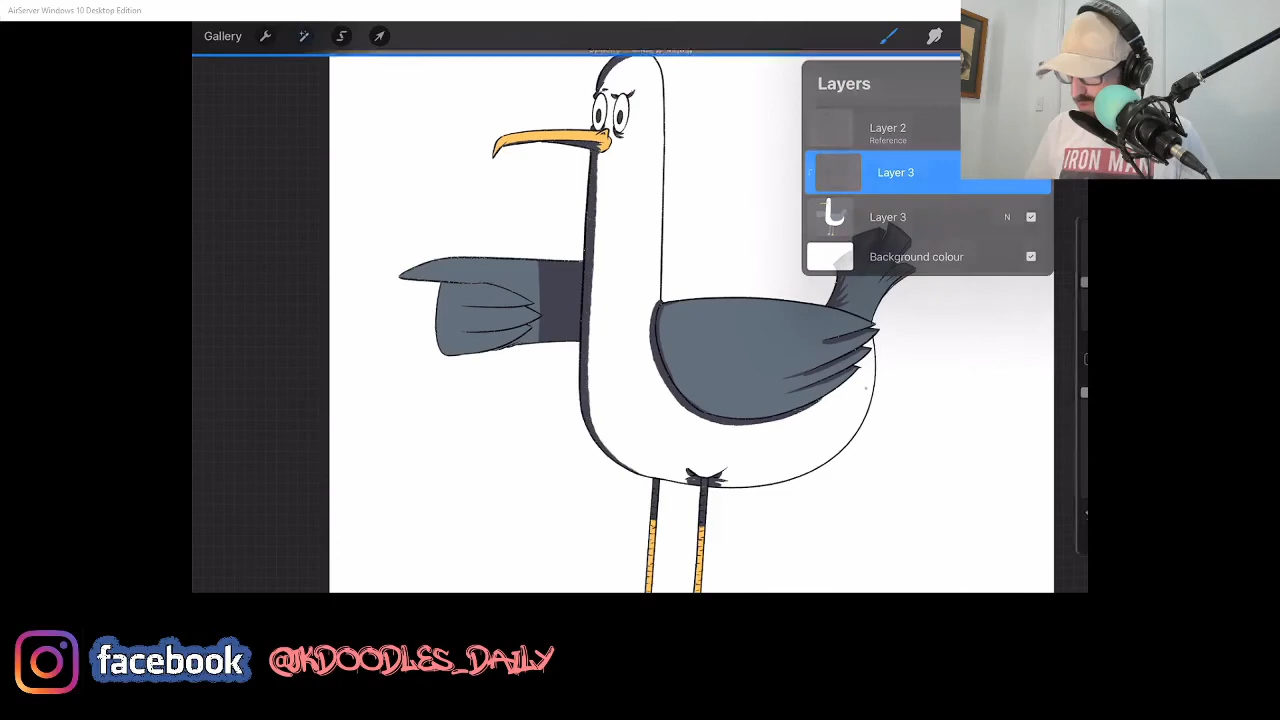 AirServer Windows 10 Desktop Edition
Gallery
Layers
Layer 2
Reference
Layer 3
Layer 3 N
Background colour
IRON MA
facebook @KDOODLES_DAILY